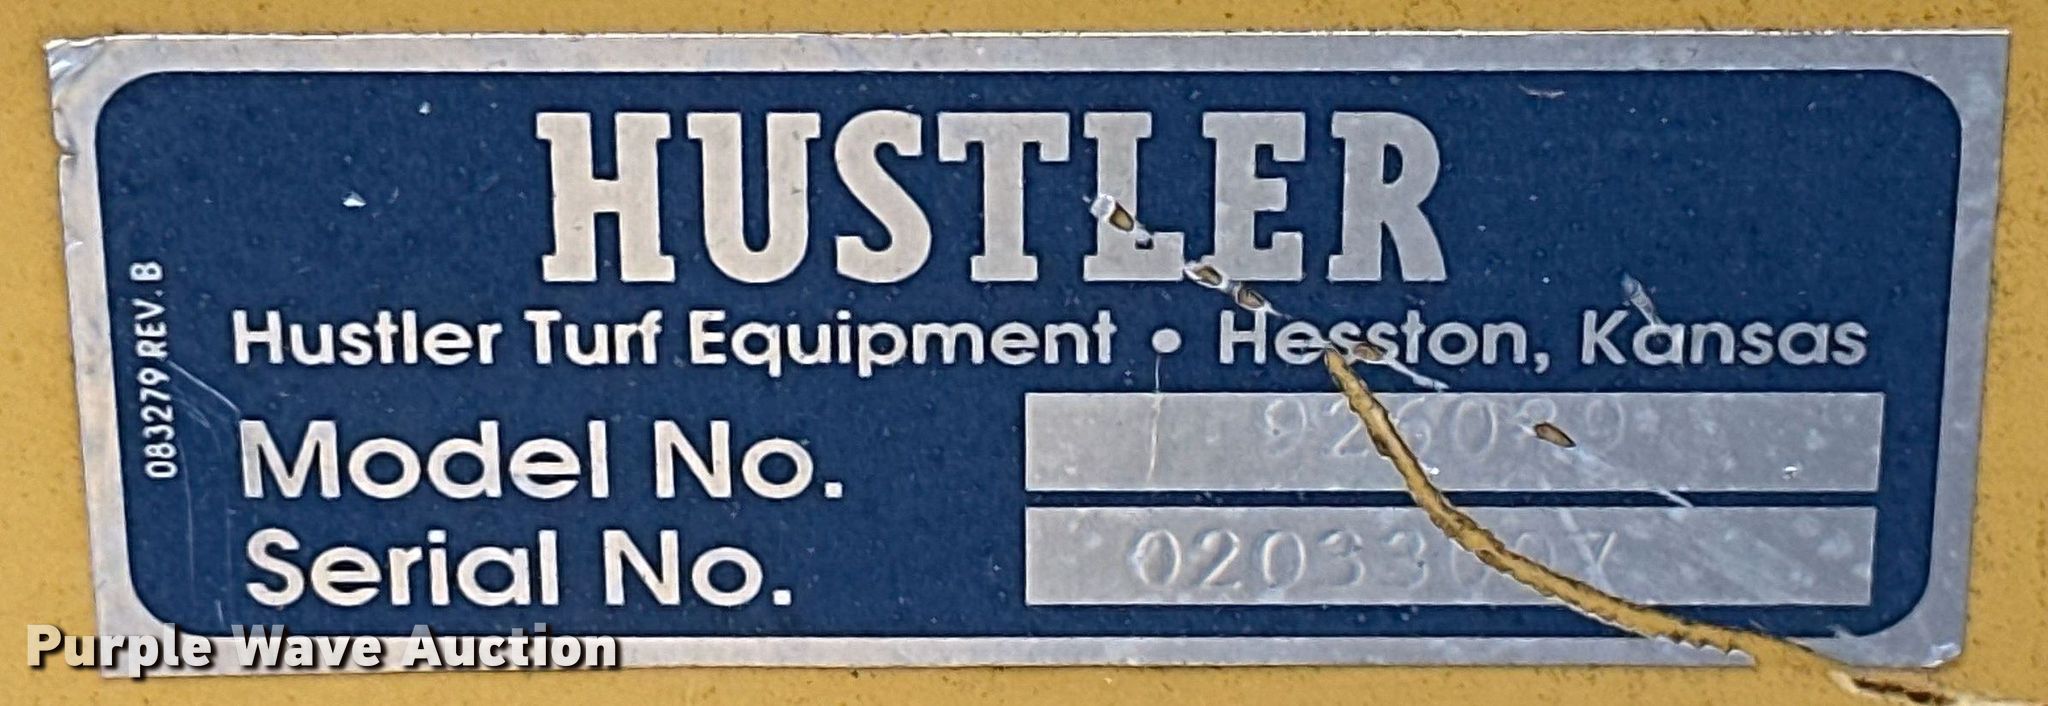 HUSTLER
Hustler Turf Equipment • Hesston, Kansas
Model No.
Serial No.
083279 REV. B
Purple Wave Auction